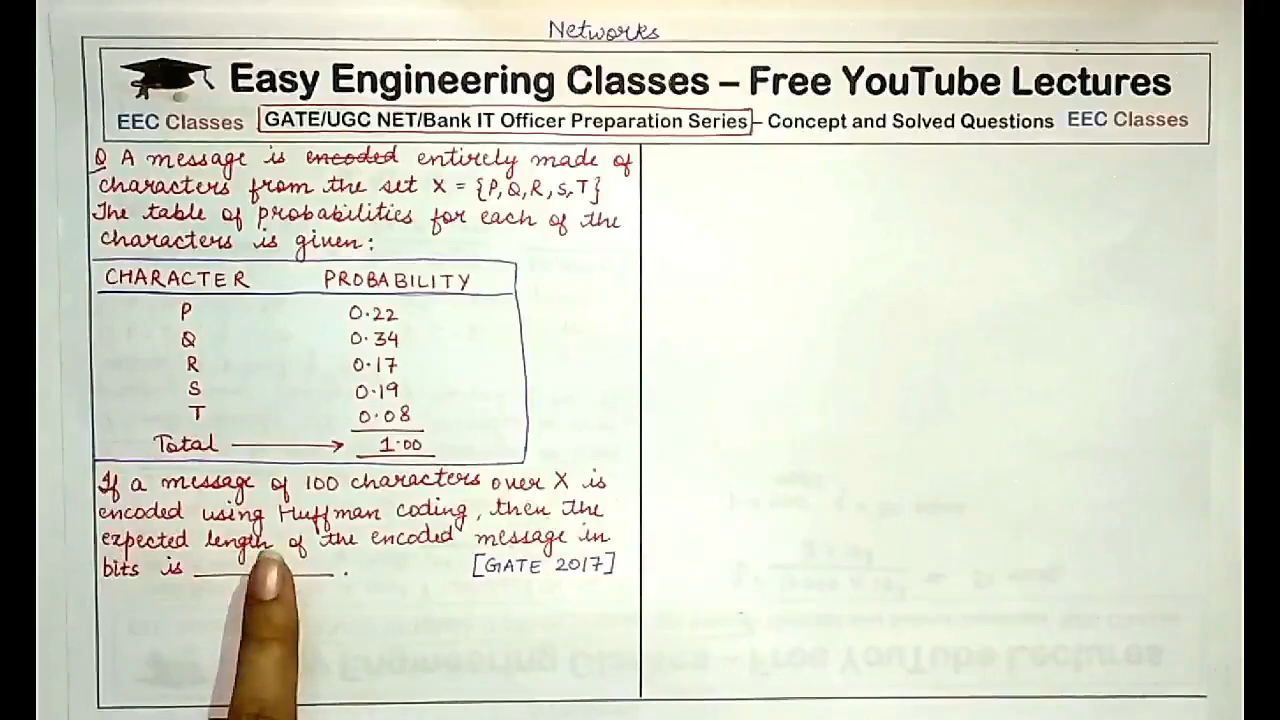 Networks
Easy Engineering Classes – Free YouTube Lectures
EEC Classes GATE/UGC NET/Bank IT Officer Preparation Series – Concept and Solved Questions EEC Classes
Q A message is encoded entirely made of
characters from the set X = {P, Q, R, S, T}
The table of probabilities for each of the
characters is given:
CHARACTER PROBABILITY
P 0.22
Q 0.34
R 0.17
S 0.19
T 0.08
Total 1.00
If a message of 100 characters over X is
encoded using Huffman coding, then the
expected length of the encoded message in
bits is ________. [GATE 2017]